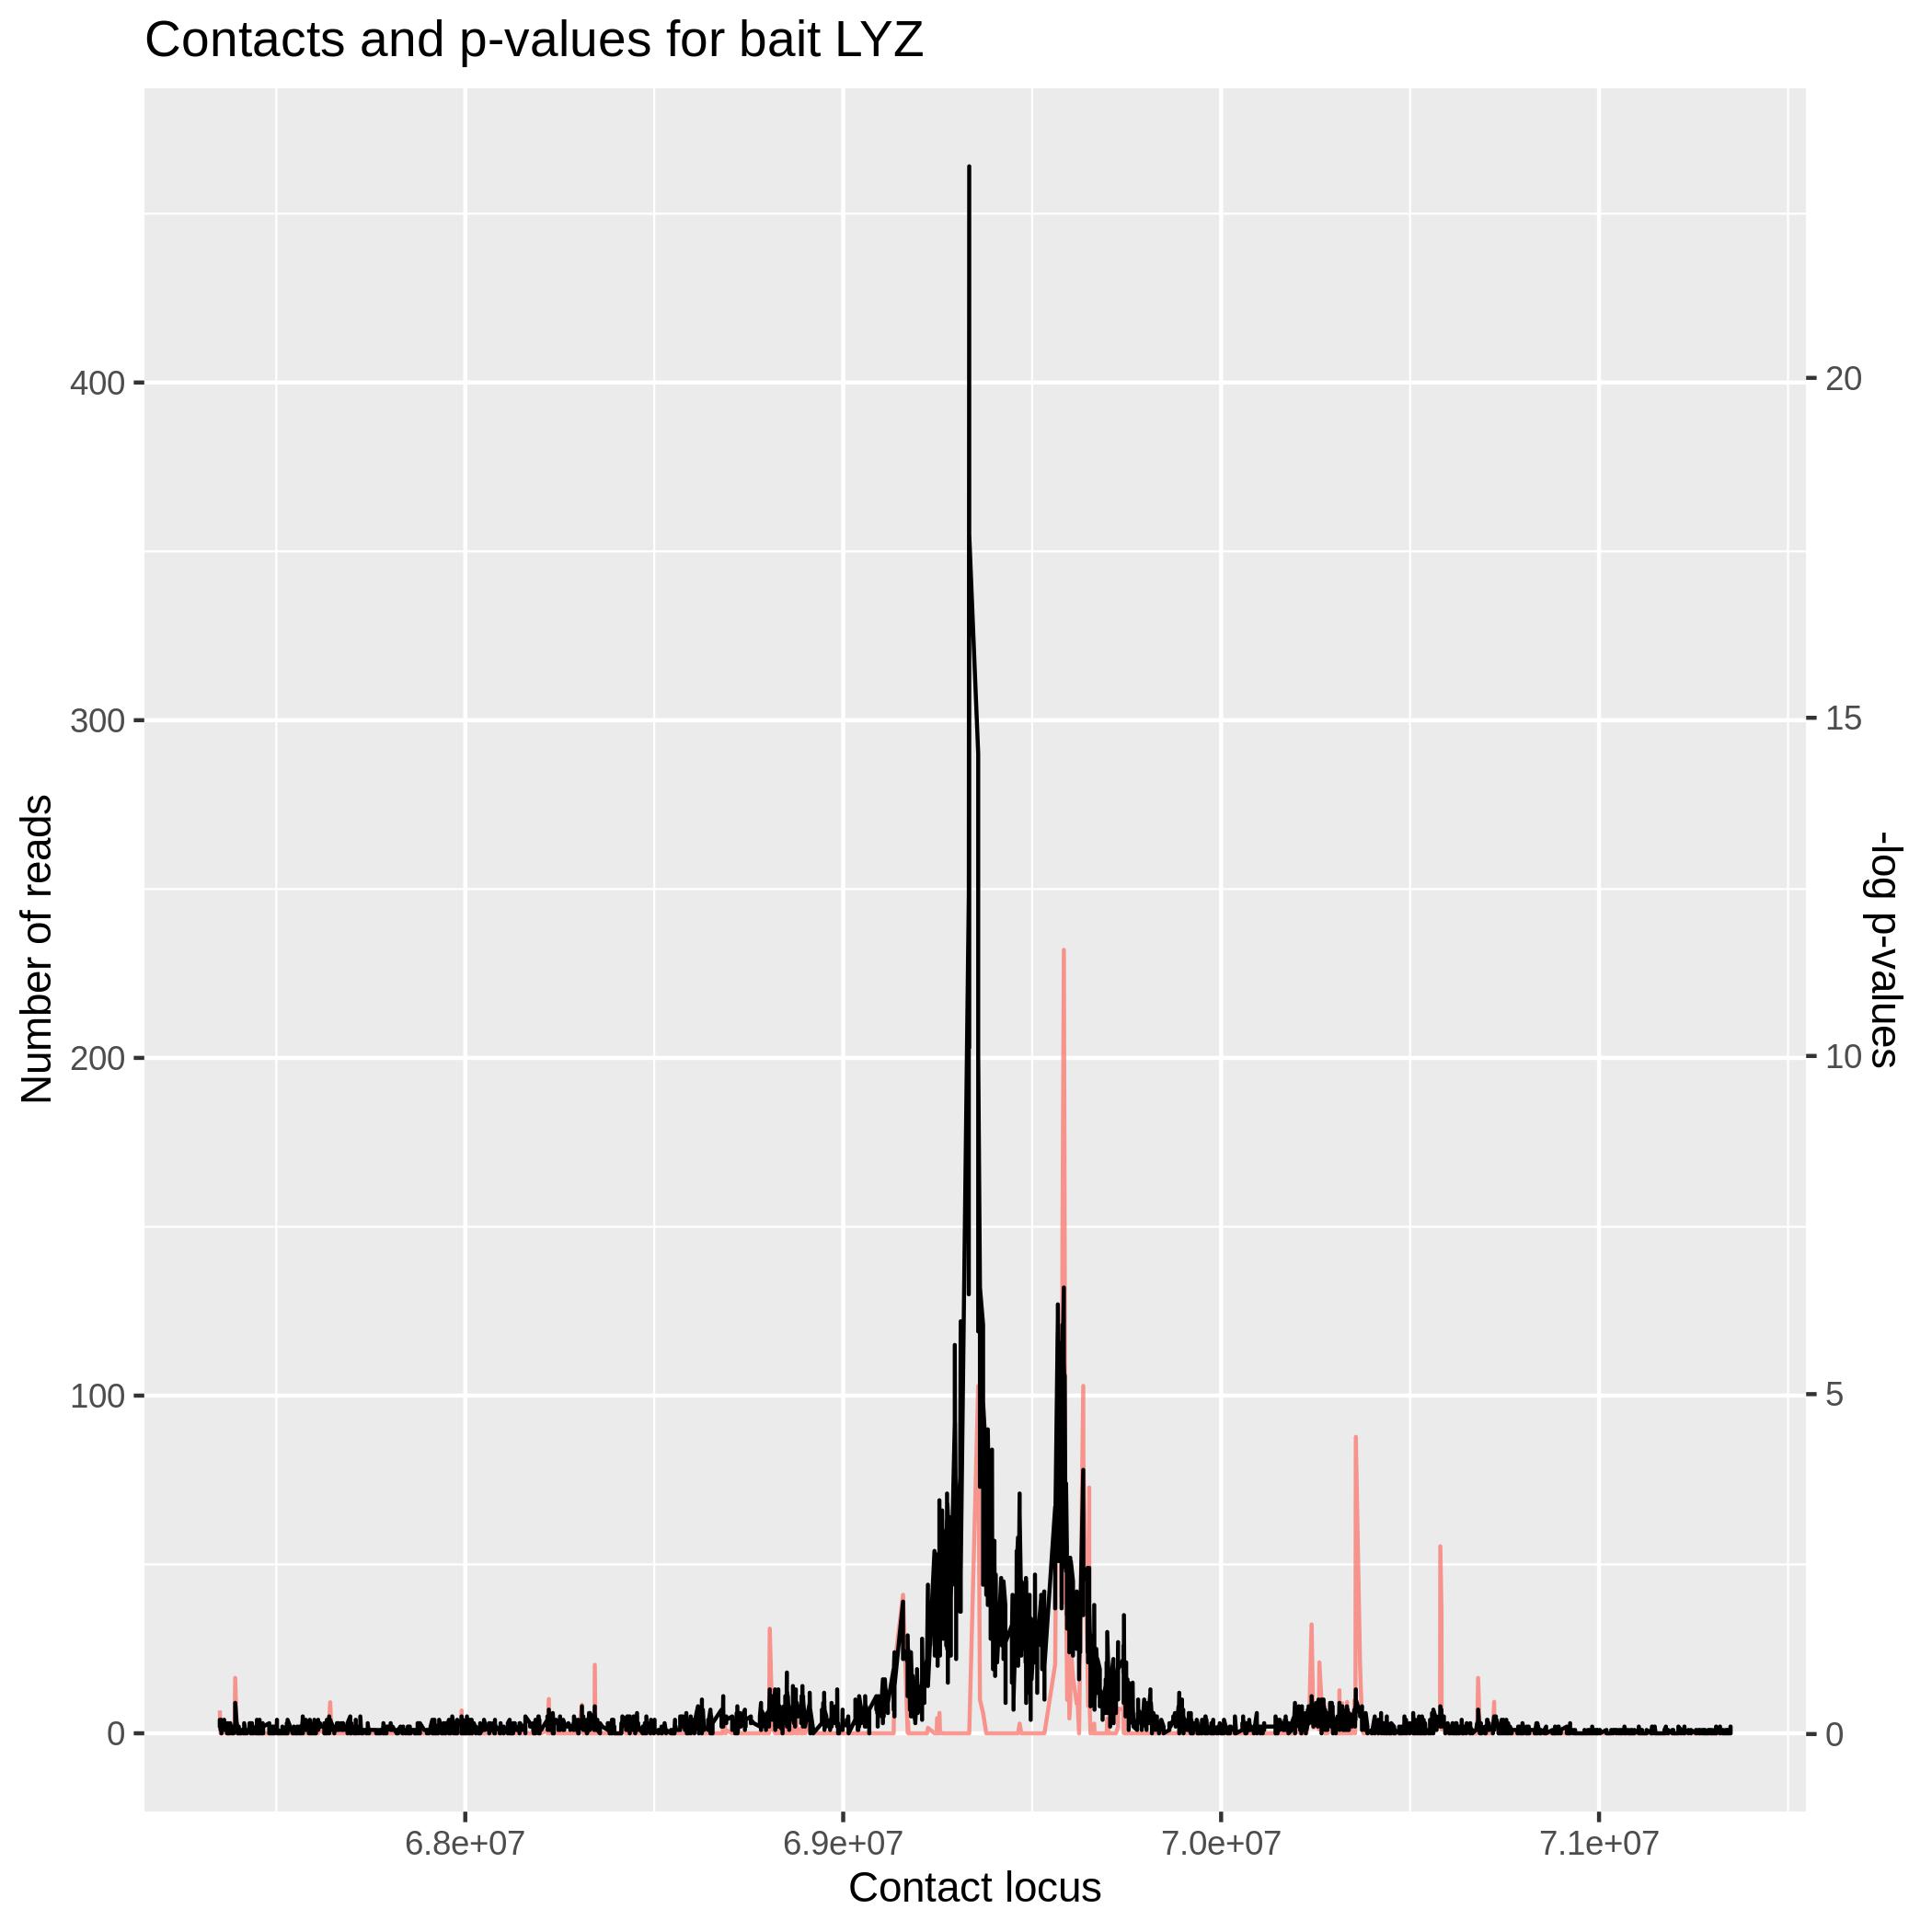 Contacts and p-values for bait LYZ
Number of reads
400
300
200
100
0
20
15
10
5
0
-log p-values
6.8e+07 6.9e+07 7.0e+07 7.1e+07
Contact locus